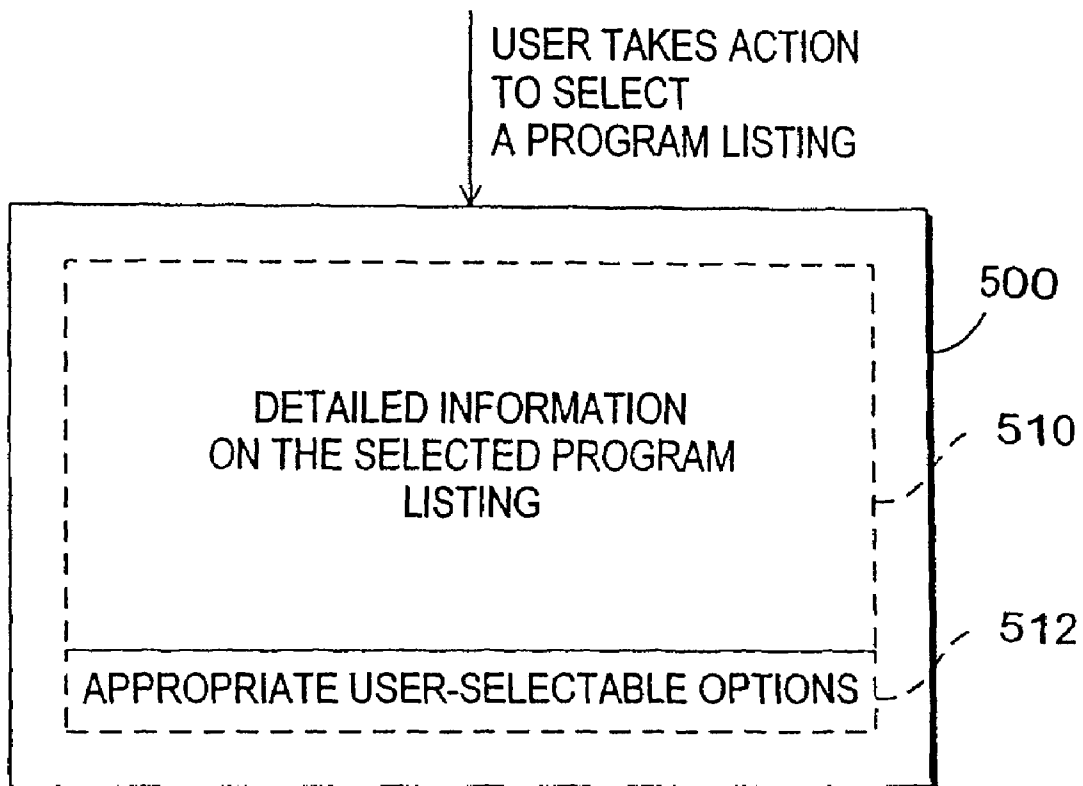 USER TAKES ACTION
TO SELECT
A PROGRAM LISTING
500
DETAILED INFORMATION
ON THE SELECTED PROGRAM
LISTING
510
512
APPROPRIATE USER-SELECTABLE OPTIONS